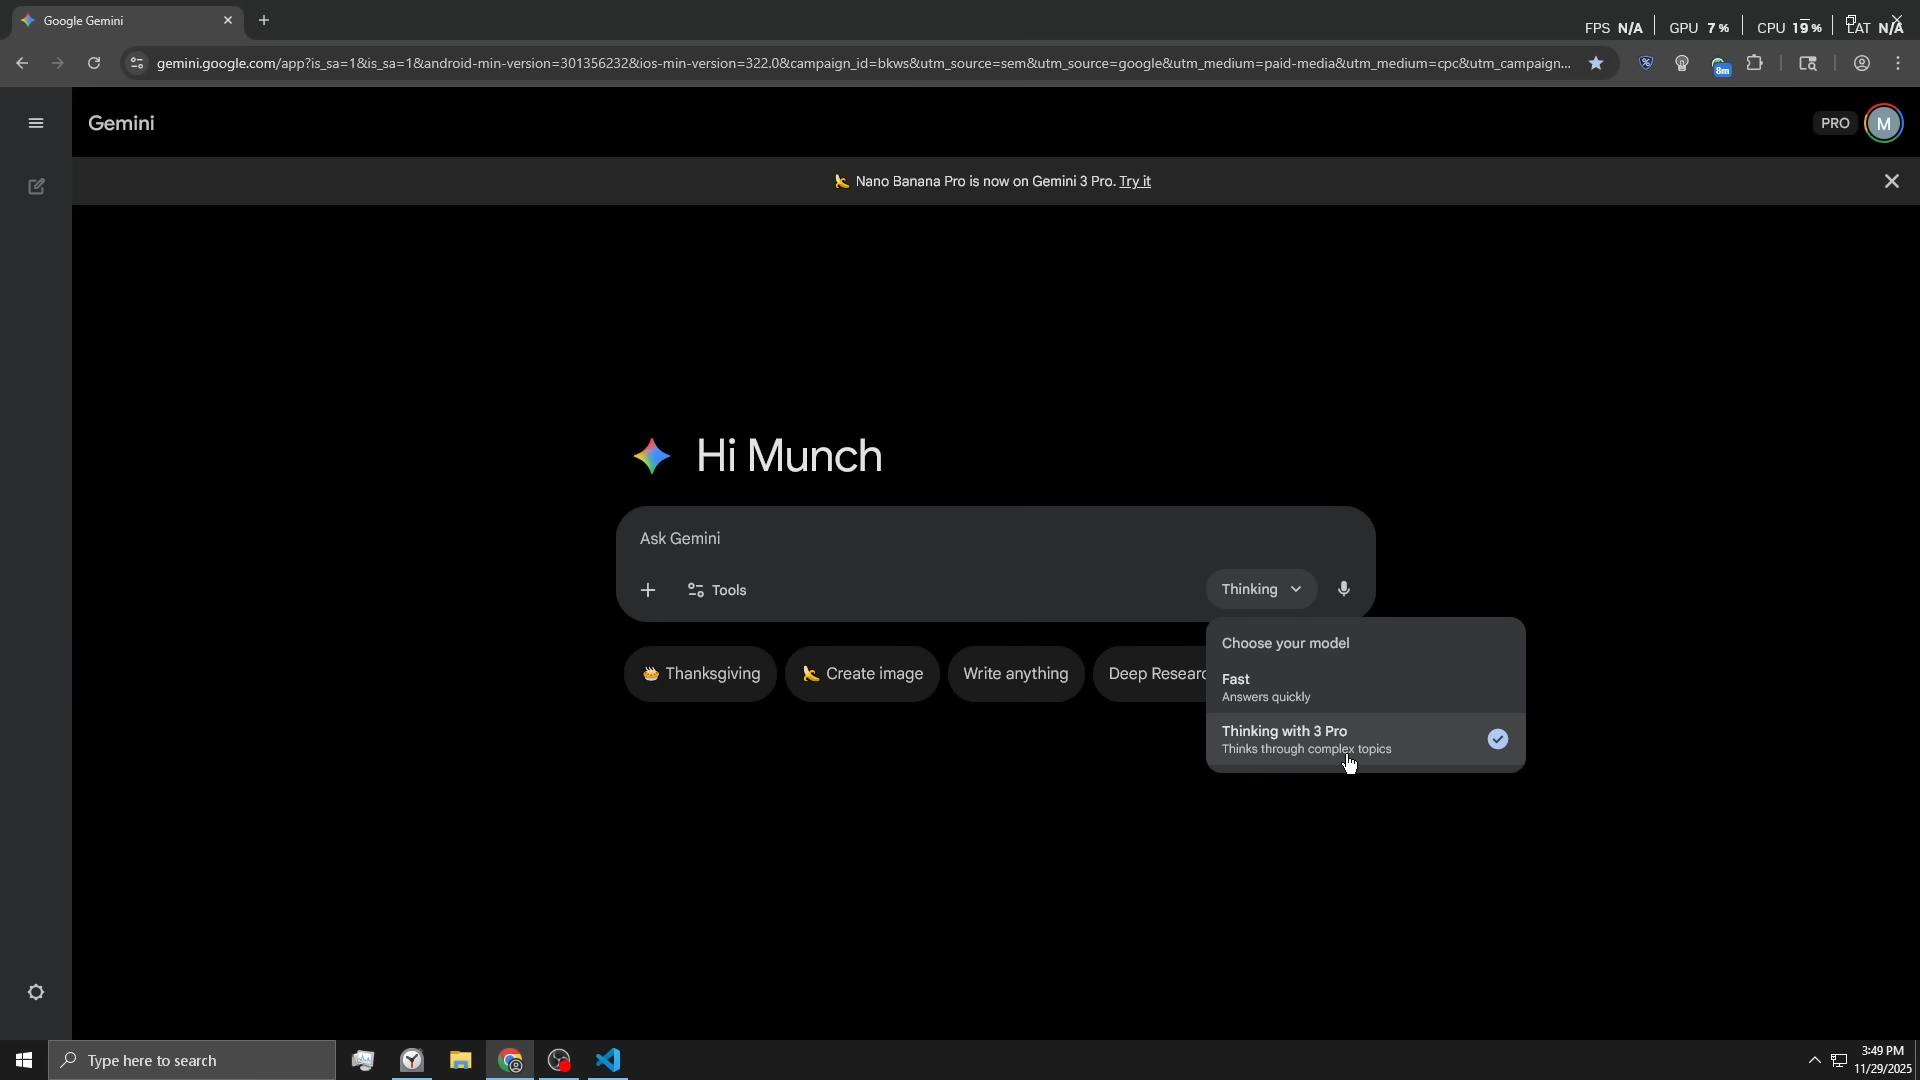 Google Gemini
FPS N/A GPU 7% CPU 19% LAT N/A
gemini.google.com/app?is_sa=1&is_sa=1&android-min-version=301356232&ios-min-version=322.0&campaign_id=bkws&utm_source=sem&utm_source=google&utm_medium=paid-media&utm_medium=cpc&utm_campaign...
8m
Gemini
PRO
M
Nano Banana Pro is now on Gemini 3 Pro. Try it
Hi Munch
Ask Gemini
Tools
Thinking
Choose your model
Fast
Answers quickly
Thinking with 3 Pro
Thinks through complex topics
Thanksgiving
Create image
Write anything
Deep Researc
Type here to search
3:49 PM
11/29/2025